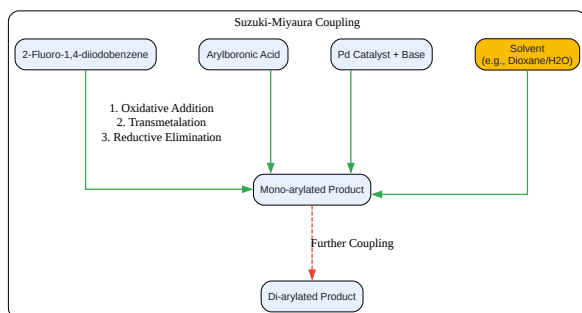 Suzuki-Miyaura Coupling
2-Fluoro-1,4-diiodobenzene
Arylboronic Acid
Pd Catalyst + Base
Solvent
(e.g., Dioxane/H2O)
1. Oxidative Addition
2. Transmetalation
3. Reductive Elimination
Mono-arylated Product
Further Coupling
Di-arylated Product